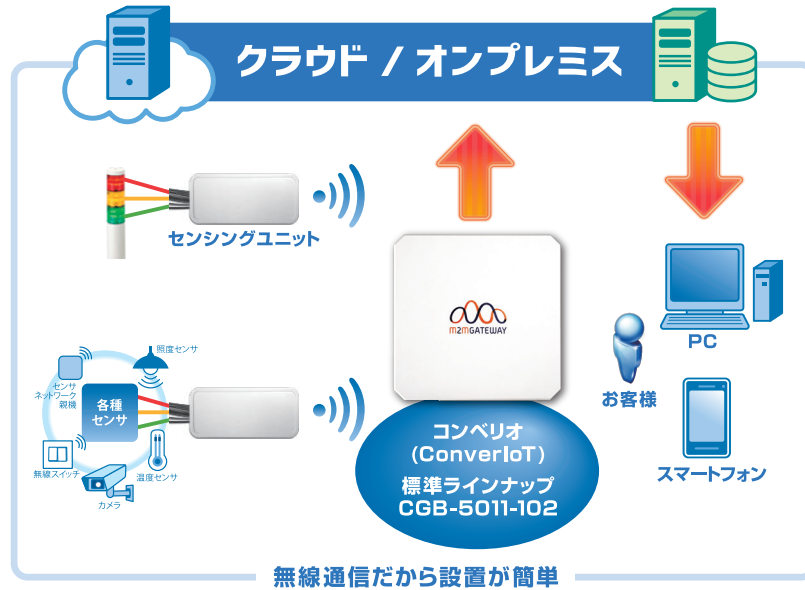 クラウド / オンプレミス
センシングユニット
m2mGATEWAY
PC
お客様
スマートフォン
照度センサ
センサ
ネットワーク
親機
各種
センサ
無線スイッチ
温度センサ
カメラ
コンベリオ
(ConverIoT)
標準ラインナップ
CGB-5011-102
無線通信だから設置が簡単